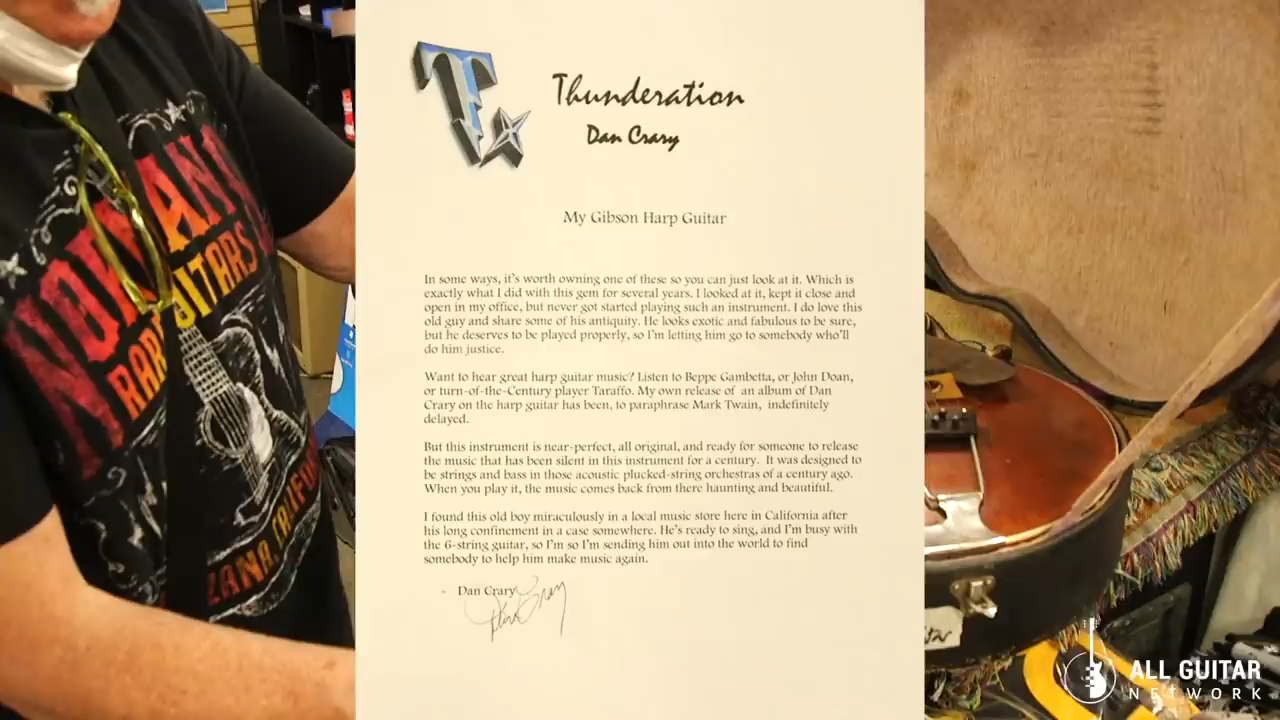 Thunderation
Dan Crary
My Gibson Harp Guitar
In some ways, it's worth owning one of these so you can just look at it. Which is
exactly what I did with this gem for several years. I looked at it, kept it close and
open in my office, but never got started playing such an instrument. I do love this
old guy and share some of his antiquity. He looks exotic and fabulous to be sure,
but he deserves to be played properly, so I'm letting him go to somebody who'll
do him justice.
Want to hear great harp guitar music? Listen to Beppe Gambetta, or John Doan,
or turn-of-the-Century player Taraffo. My own release of an album of Dan
Crary on the harp guitar has been, to paraphrase Mark Twain, indefinitely
delayed.
But this instrument is near-perfect, all original, and ready for someone to release
the music that has been silent in this instrument for a century. It was designed to
be strings and bass in those acoustic plucked-string orchestras of a century ago.
When you play it, the music comes back from there haunting and beautiful.
I found this old boy miraculously in a local music store here in California after
his long confinement in a case somewhere. He's ready to sing, and I'm busy with
the 6-string guitar, so I'm so I'm sending him out into the world to find
somebody to help him make music again.
- Dan Crary
Dan Crary
RARE
GUITARS
ALL GUITAR
NETWORK